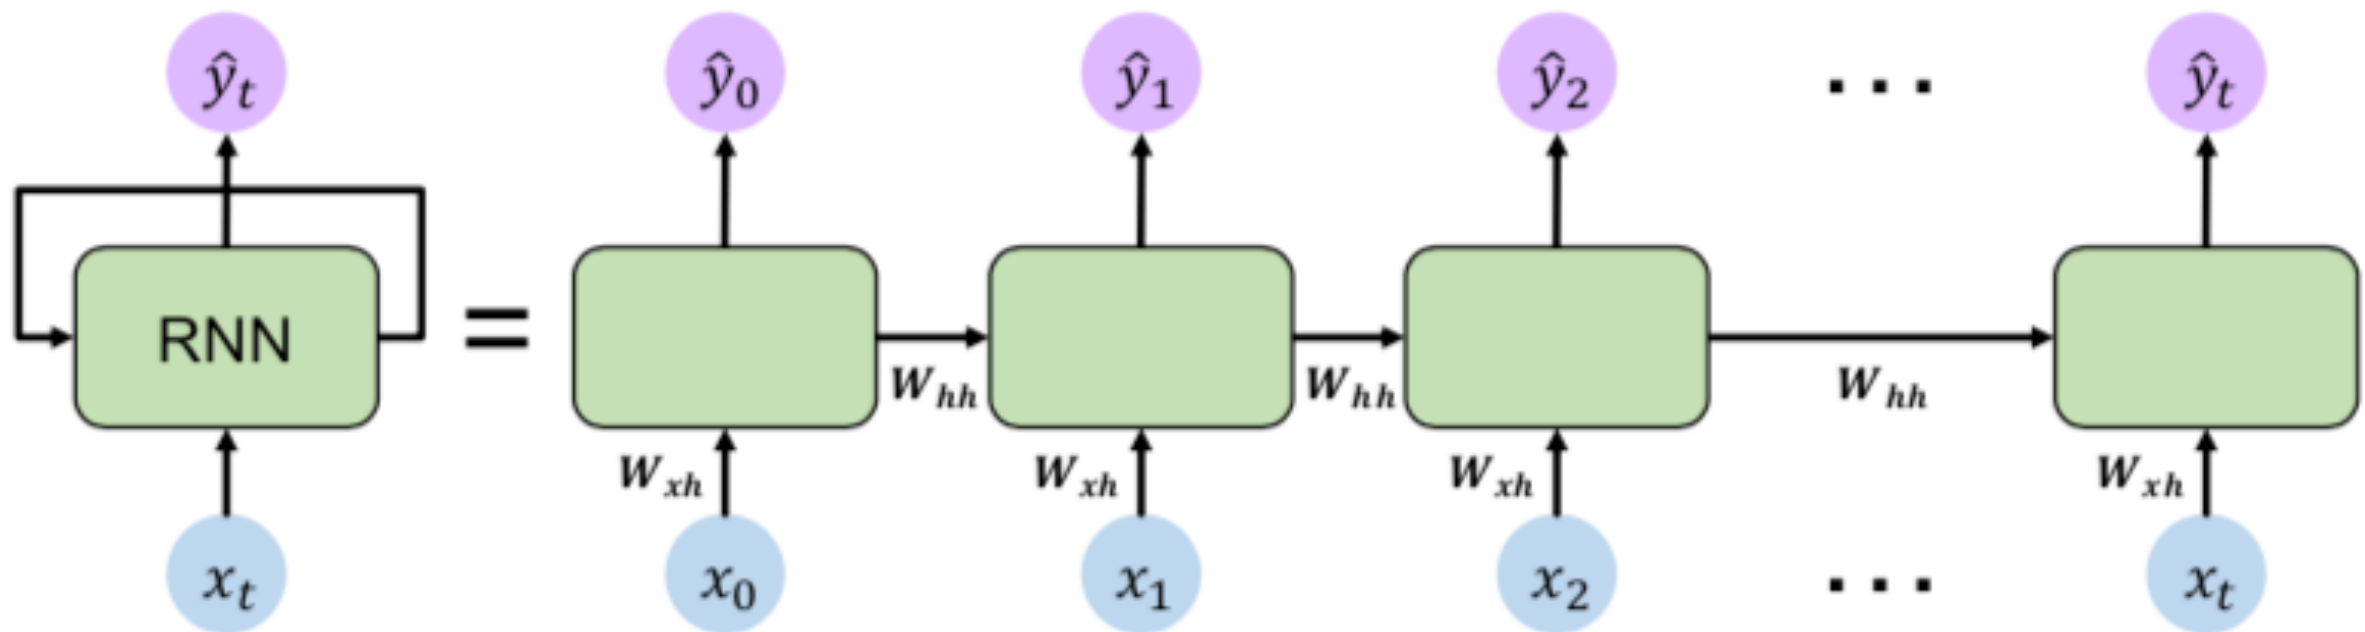 ŷt ŷ0 ŷ1 ŷ2 ... ŷt
RNN =
Whh Whh Whh
Wxh Wxh Wxh Wxh
xt x0 x1 x2 ... xt